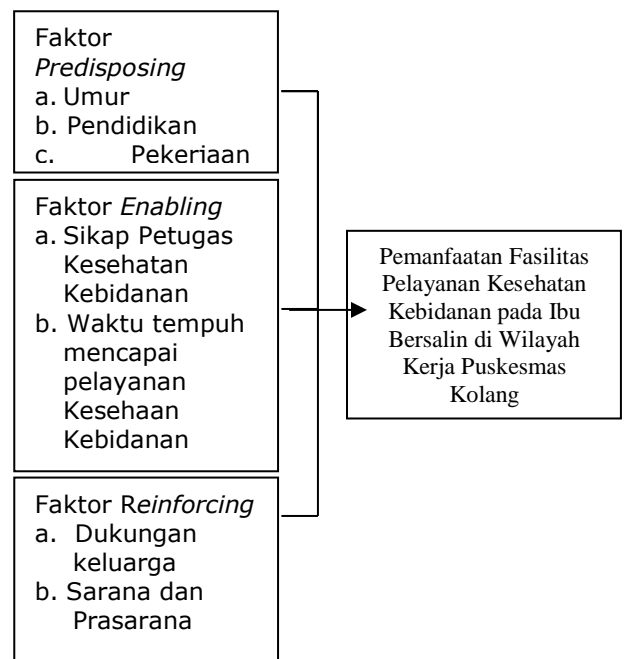 Faktor
Predisposing
a. Umur
b. Pendidikan
c. Pekeriaan
Faktor Enabling
a. Sikap Petugas
Kesehatan
Kebidanan
b. Waktu tempuh
mencapai
pelayanan
Kesehaan
Kebidanan
Faktor Reinforcing
a. Dukungan
keluarga
b. Sarana dan
Prasarana
Pemanfaatan Fasilitas
Pelayanan Kesehatan
Kebidanan pada Ibu
Bersalin di Wilayah
Kerja Puskesmas
Kolang